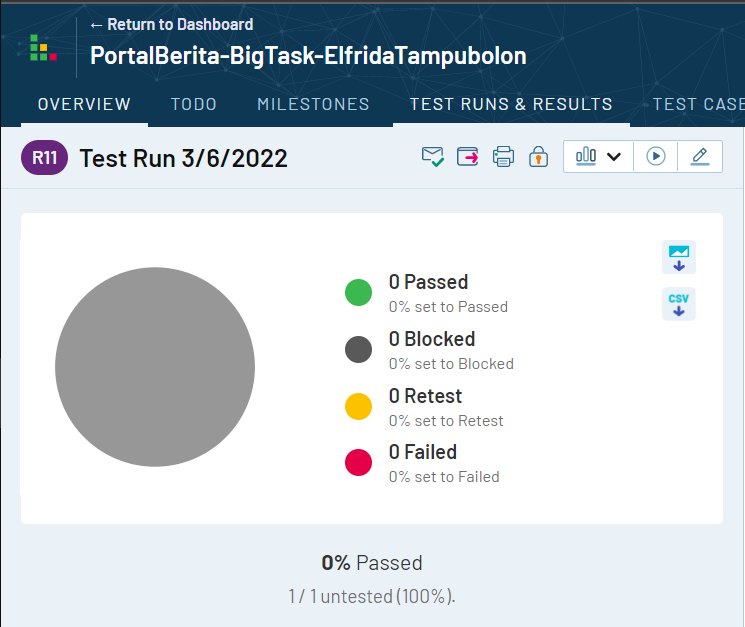 ← Return to Dashboard
PortalBerita-BigTask-ElfridaTampubolon
OVERVIEW TODO MILESTONES TEST RUNS & RESULTS TEST CASE
R11 Test Run 3/6/2022
0 Passed
0% set to Passed
CSV
0 Blocked
0% set to Blocked
0 Retest
0% set to Retest
0 Failed
0% set to Failed
0% Passed
1 / 1 untested (100%).